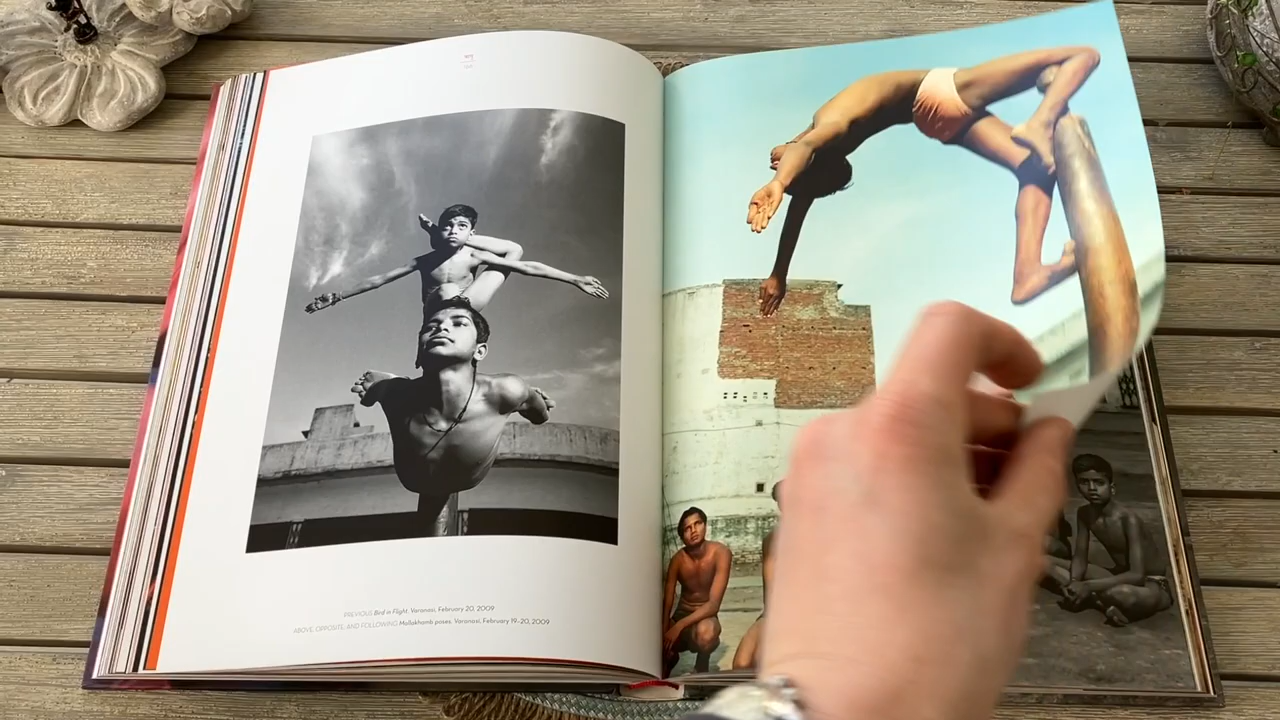 PREVIOUS Bird in Flight. Varanasi, February 20, 2009
ABOVE, OPPOSITE AND FOLLOWING Mallakhamb poses. Varanasi, February 19–20, 2009